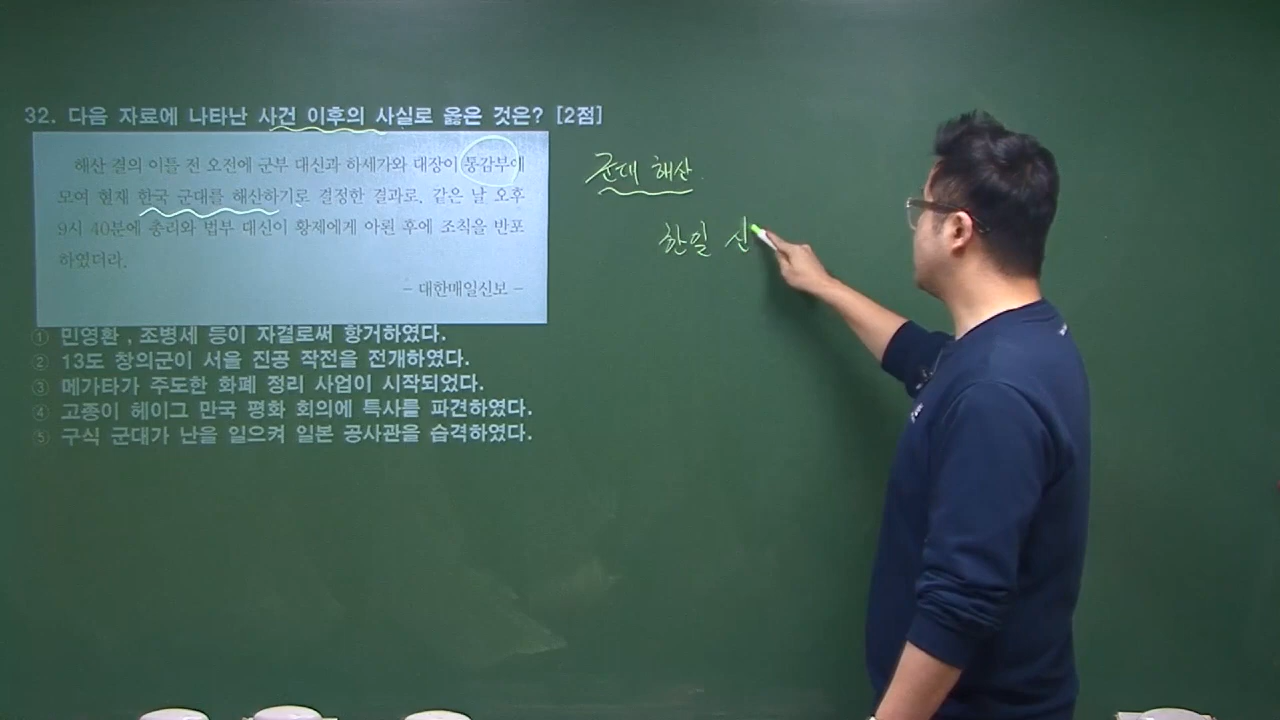 32. 다음 자료에 나타난 사건 이후의 사실로 옳은 것은? [2점]
해산 결의 이틀 전 오전에 군부 대신과 하세가와 대장이 통감부에
모여 현재 한국 군대를 해산하기로 결정한 결과로, 같은 날 오후
9시 40분에 총리와 법부 대신이 황제에게 아뢴 후에 조칙을 반포
하였더라.
- 대한매일신보 -
① 민영환, 조병세 등이 자결로써 항거하였다.
② 13도 창의군이 서울 진공 작전을 전개하였다.
③ 메가타가 주도한 화폐 정리 사업이 시작되었다.
④ 고종이 헤이그 만국 평화 회의에 특사를 파견하였다.
⑤ 구식 군대가 난을 일으켜 일본 공사관을 습격하였다.
군대 해산.
한일 신